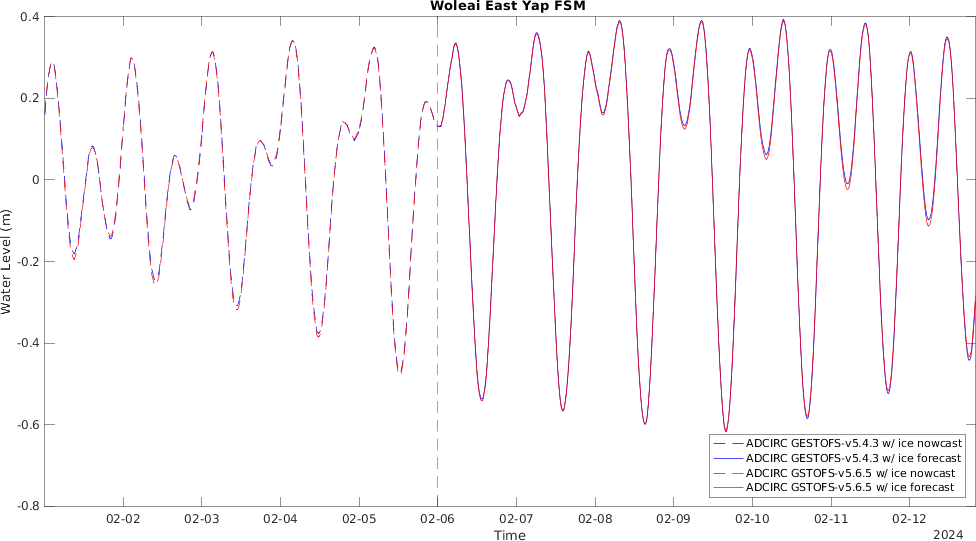 Woleai East Yap FSM
0.4
0.2
0
-0.2
-0.4
-0.6
-0.8
Water Level (m)
ADCIRC GESTOFS-v5.4.3 w/ ice nowcast
ADCIRC GESTOFS-v5.4.3 w/ ice forecast
ADCIRC GSTOFS-v5.6.5 w/ ice nowcast
ADCIRC GSTOFS-v5.6.5 w/ ice forecast
02-02 02-03 02-04 02-05 02-06 02-07 02-08 02-09 02-10 02-11 02-12
Time
2024